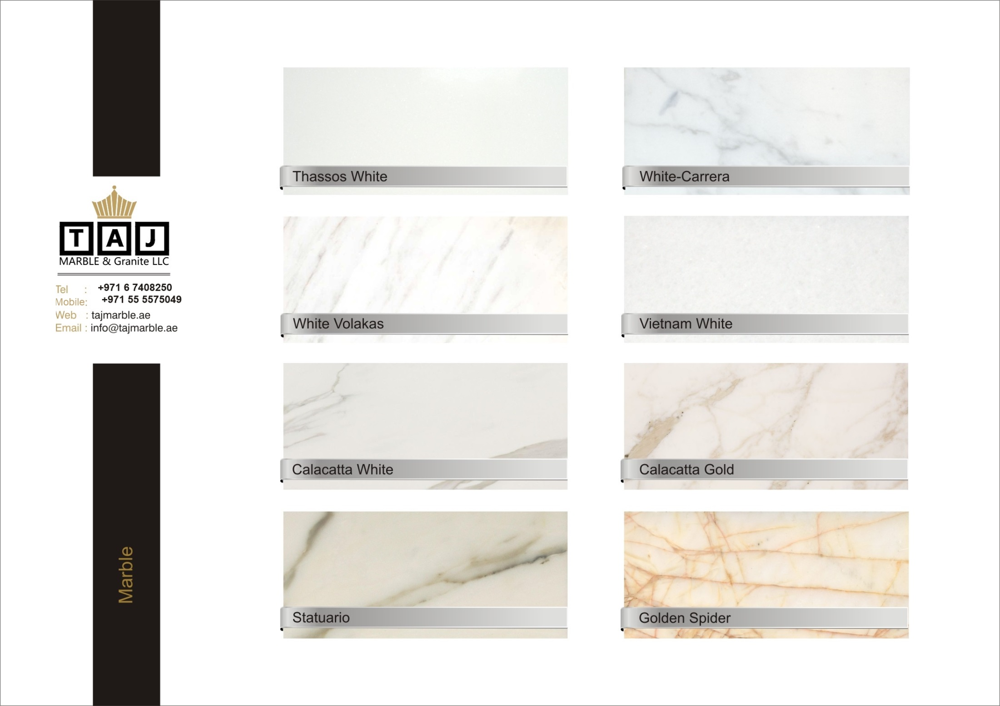 TAJ
MARBLE & Granite LLC
Tel : +971 6 7408250
Mobile: +971 55 5575049
Web : tajmarble.ae
Email : info@tajmarble.ae
Marble
Thassos White
White-Carrera
White Volakas
Vietnam White
Calacatta White
Calacatta Gold
Statuario
Golden Spider